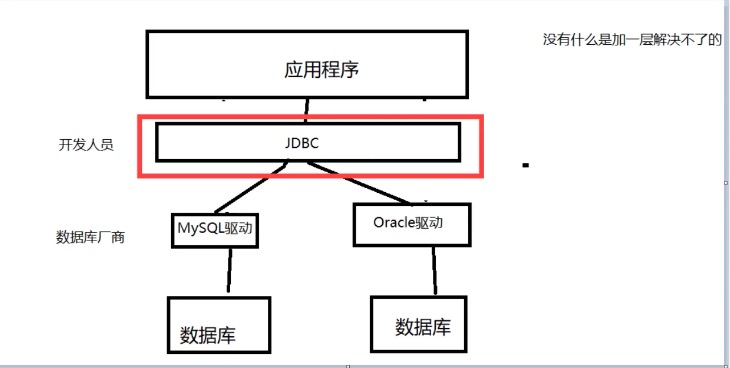 没有什么是加一层解决不了的
应用程序
开发人员
JDBC
MySQL驱动
Oracle驱动
数据库厂商
数据库
数据库